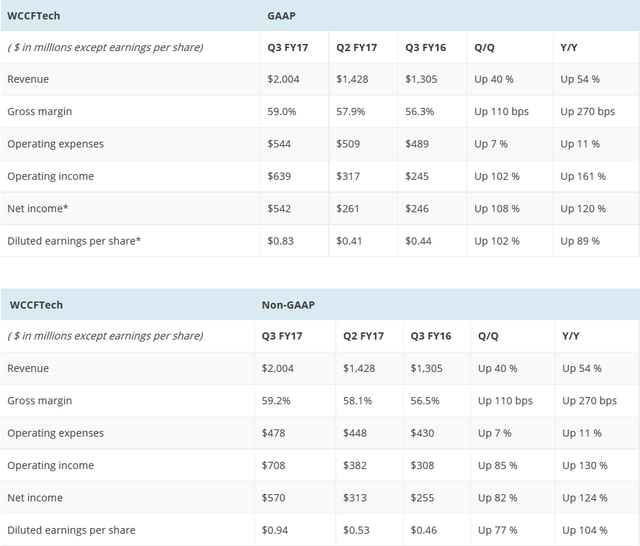 WCCFTech GAAP
( $ in millions except earnings per share) Q3 FY17 Q2 FY17 Q3 FY16 Q/Q Y/Y
Revenue $2,004 $1,428 $1,305 Up 40 % Up 54 %
Gross margin 59.0% 57.9% 56.3% Up 110 bps Up 270 bps
Operating expenses $544 $509 $489 Up 7 % Up 11 %
Operating income $639 $317 $245 Up 102 % Up 161 %
Net income* $542 $261 $246 Up 108 % Up 120 %
Diluted earnings per share* $0.83 $0.41 $0.44 Up 102 % Up 89 %
WCCFTech Non-GAAP
( $ in millions except earnings per share) Q3 FY17 Q2 FY17 Q3 FY16 Q/Q Y/Y
Revenue $2,004 $1,428 $1,305 Up 40 % Up 54 %
Gross margin 59.2% 58.1% 56.5% Up 110 bps Up 270 bps
Operating expenses $478 $448 $430 Up 7 % Up 11 %
Operating income $708 $382 $308 Up 85 % Up 130 %
Net income $570 $313 $255 Up 82 % Up 124 %
Diluted earnings per share $0.94 $0.53 $0.46 Up 77 % Up 104 %